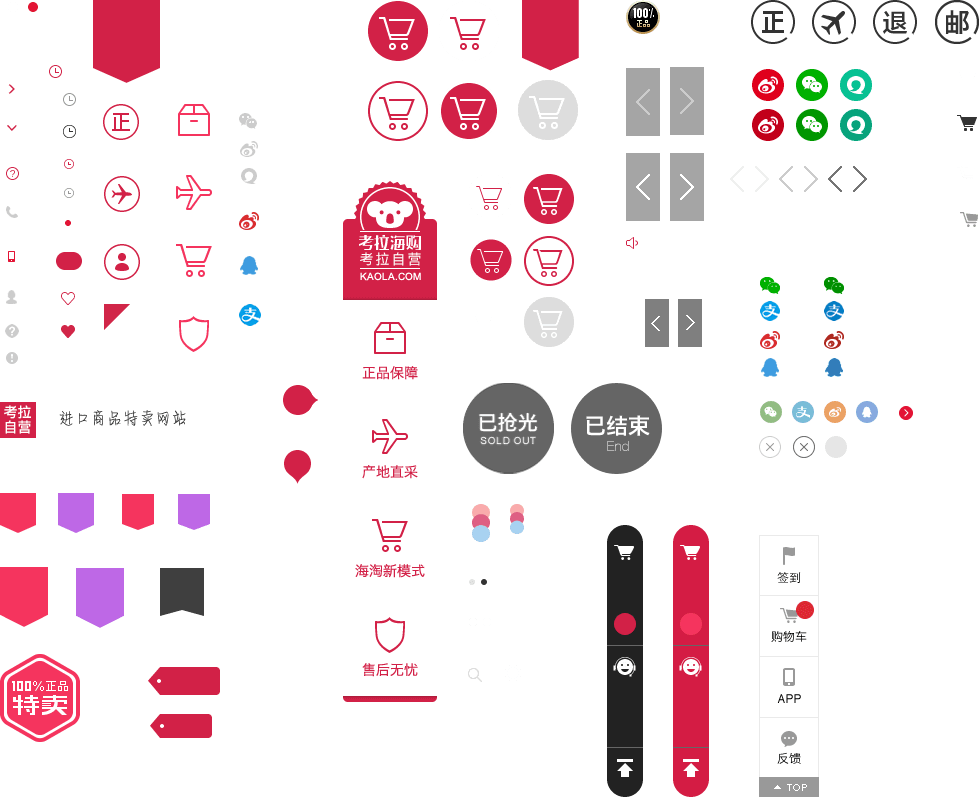 100%
正品
正
退
邮
正
考拉海购
考拉自营
KAOLA.COM
正品保障
考拉
自营
进口商品特卖网站
已抢光
SOLD OUT
已结束
End
产地直采
海淘新模式
签到
购物车
售后无忧
100%正品
特卖
APP
反馈
TOP